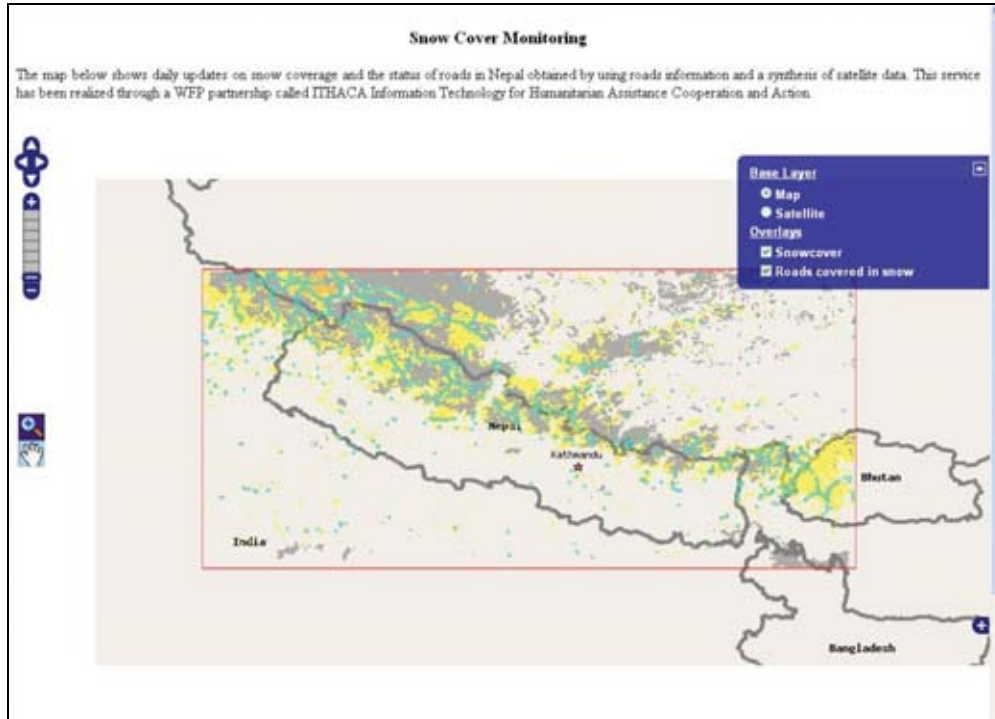 Snow Cover Monitoring
The map below shows daily updates on snow coverage and the status of roads in Nepal obtained by using roads information and a synthesis of satellite data. This service
has been realized through a WFP partnership called ITHACA Information Technology for Humanitarian Assistance Cooperation and Action.
Base Layer
Map
Satellite
Overlays
Snowcover
Roads covered in snow
Nepal
Kathmandu
Bhutan
India
Bangladesh